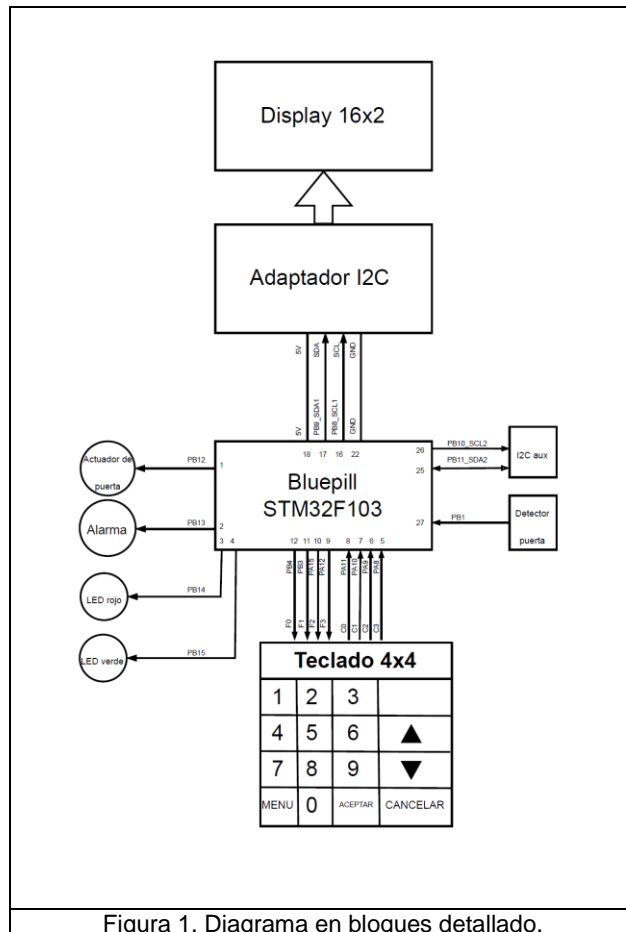 Display 16x2
Adaptador I2C
5V
SDA
SCL
GND
5V
PB9_SDA1
PB8_SCL1
GND
18 17 16 22
Bluepill
STM32F103
Actuador de
puerta
PB12
1
Alarma
PB13
2
3 4
LED rojo
PB14
LED verde
PB15
26
PB10_SCL2
25
PB11_SDA2
I2C aux
27
PB1
Detector
puerta
12 11 10 9 8 7 6 5
PB4 PB3 PA15 PA12 PA11 PA10 PA9 PA8
F0 F1 F2 F3 C0 C1 C2 C3
Teclado 4x4
1 2 3
4 5 6 ▲
7 8 9 ▼
MENU 0 ACEPTAR CANCELAR
Figura 1. Diagrama en bloques detallado.